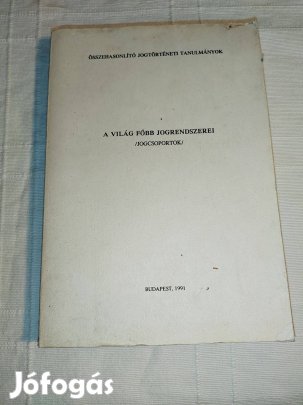 ÖSSZEHASONLÍTÓ JOGTÖRTÉNETI TANULMÁNYOK
A VILÁG FŐBB JOGRENDSZEREI
/JOGCSOPORTOK/
BUDAPEST, 1991
Jófogás